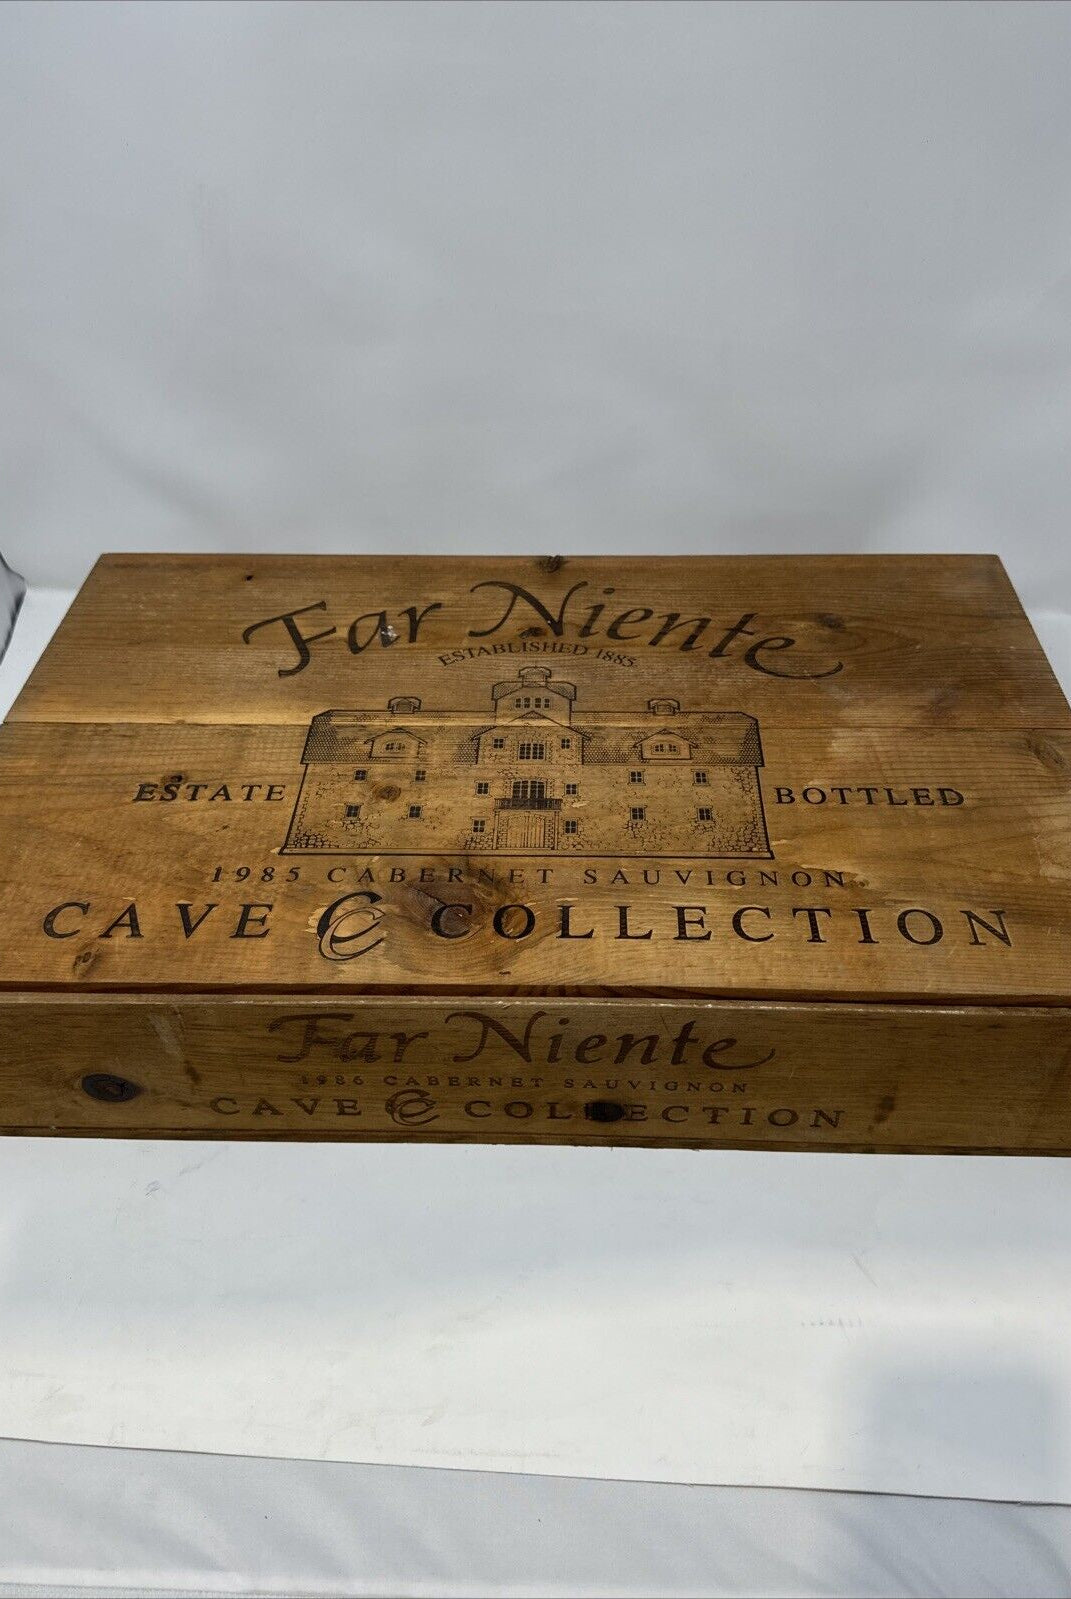 Far Niente
ESTABLISHED 1885
ESTATE BOTTLED
1985 CABERNET SAUVIGNON
CAVE CC COLLECTION
Far Niente
1986 CABERNET SAUVIGNON
CAVE CC COLLECTION